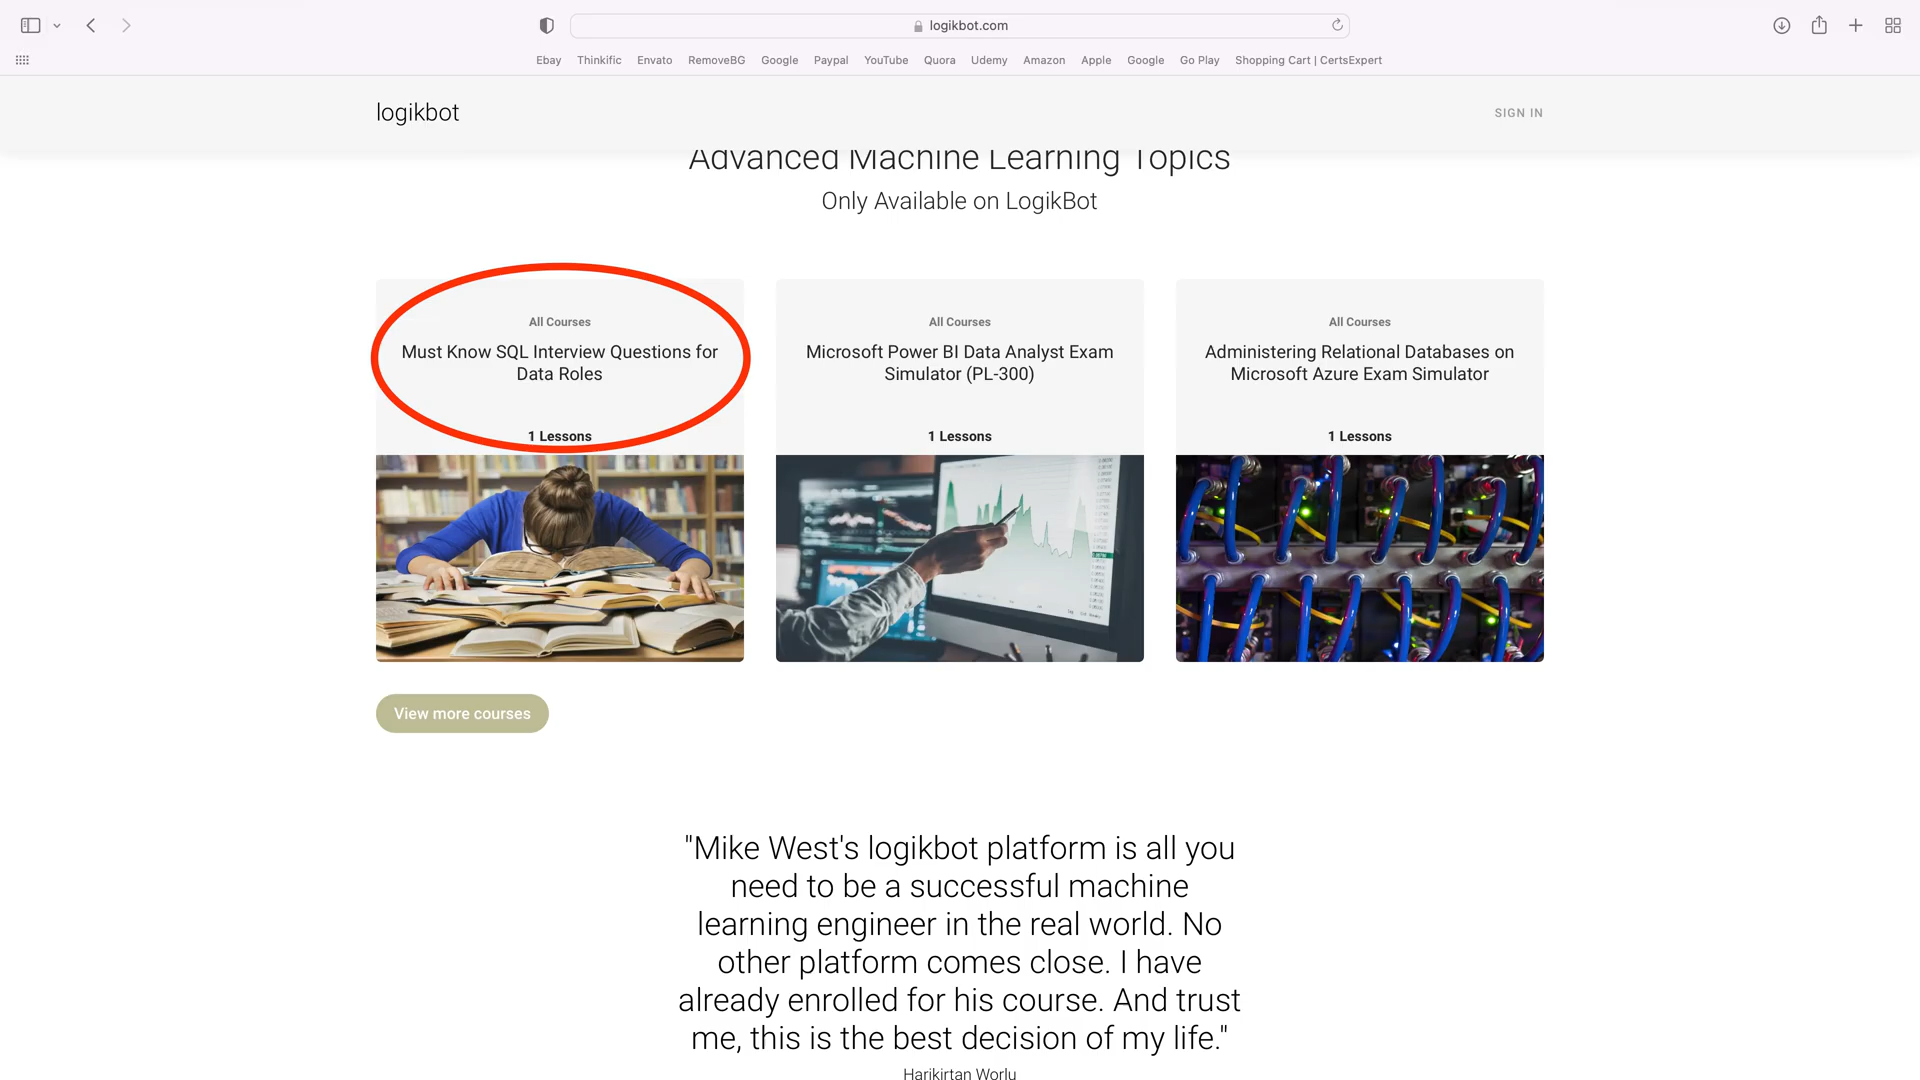 logikbot.com
Ebay Thinkific Envato RemoveBG Google Paypal YouTube Quora Udemy Amazon Apple Google Go Play Shopping Cart | CertsExpert
logikbot
SIGN IN
Advanced Machine Learning Topics
Only Available on LogikBot
All Courses
Must Know SQL Interview Questions for
Data Roles
1 Lessons
All Courses
Microsoft Power BI Data Analyst Exam
Simulator (PL-300)
1 Lessons
All Courses
Administering Relational Databases on
Microsoft Azure Exam Simulator
1 Lessons
View more courses
"Mike West's logikbot platform is all you
need to be a successful machine
learning engineer in the real world. No
other platform comes close. I have
already enrolled for his course. And trust
me, this is the best decision of my life."
Harikirtan Worlu